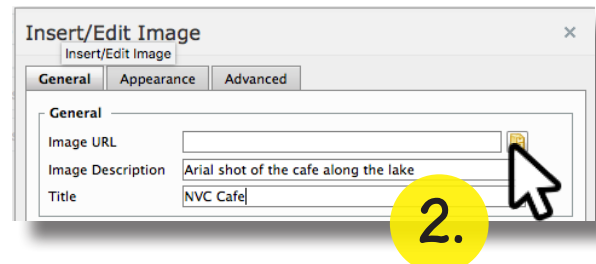 Insert/Edit Image ×
Insert/Edit Image
General Appearance Advanced
General
Image URL
Image Description Arial shot of the cafe along the lake
Title NVC Cafe
2.